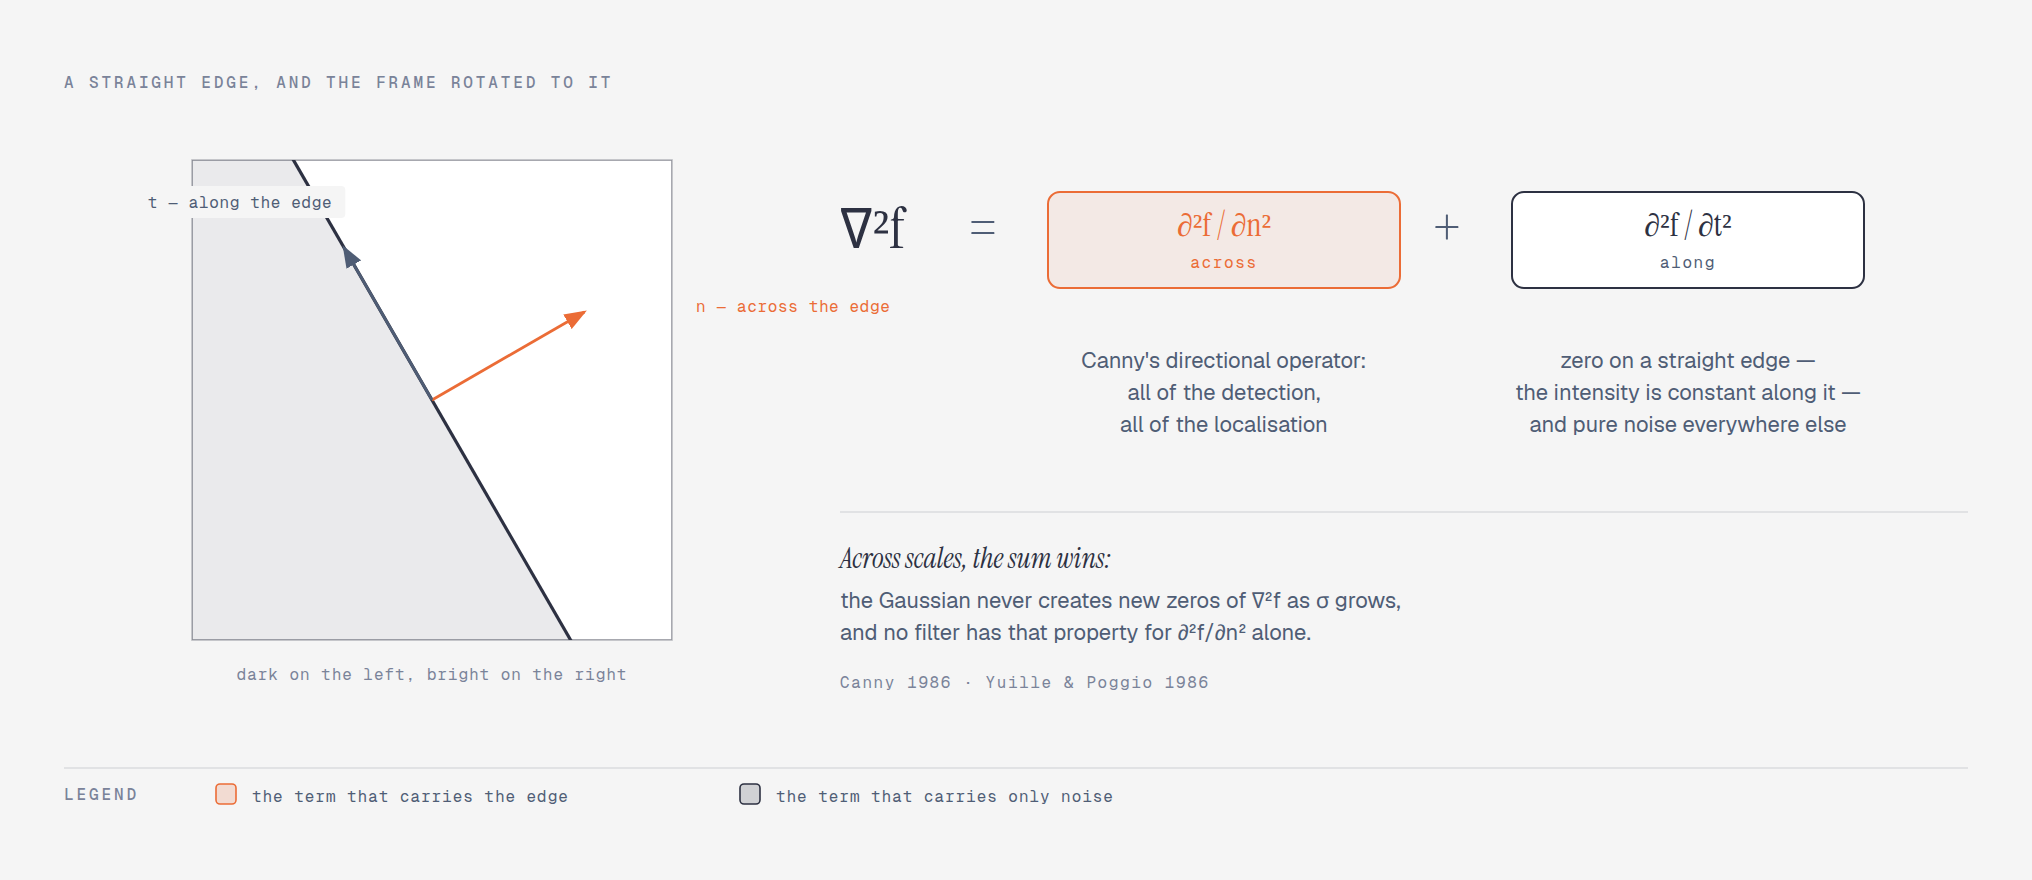 A STRAIGHT EDGE, AND THE FRAME ROTATED TO IT
t — along the edge
n — across the edge
dark on the left, bright on the right
∇²f = ∂²f / ∂n² + ∂²f / ∂t²
across
along
Canny's directional operator:
all of the detection,
all of the localisation
zero on a straight edge —
the intensity is constant along it —
and pure noise everywhere else
Across scales, the sum wins:
the Gaussian never creates new zeros of ∇²f as σ grows,
and no filter has that property for ∂²f/∂n² alone.
Canny 1986 · Yuille & Poggio 1986
LEGEND
the term that carries the edge
the term that carries only noise